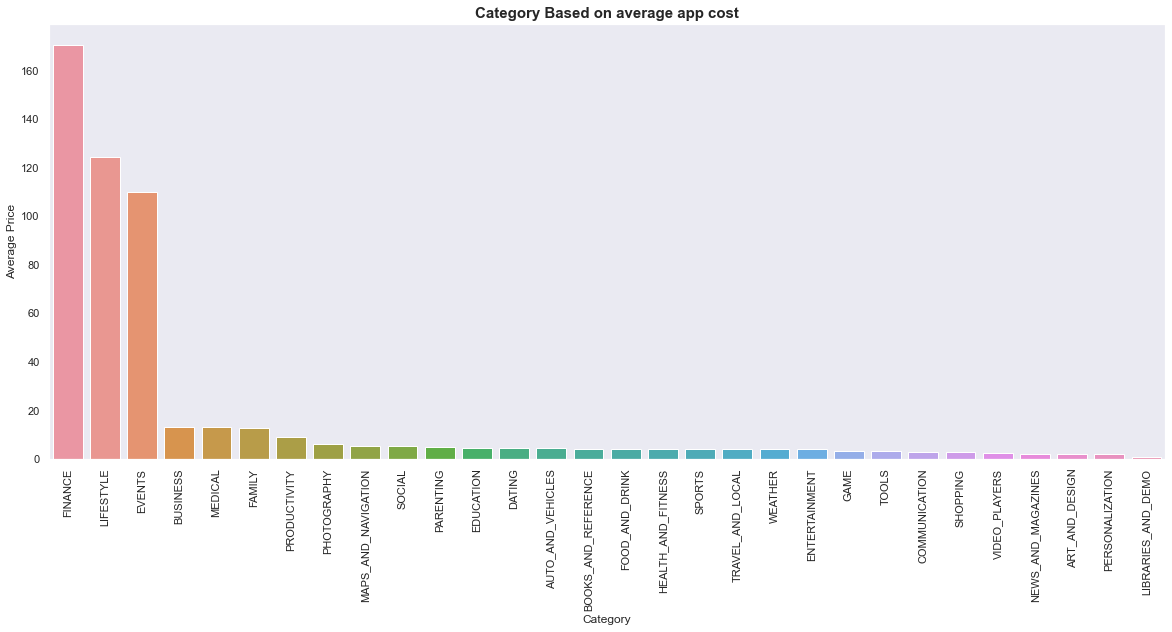 Category Based on average app cost
Average Price
160
140
120
100
80
60
40
20
0
FINANCE
LIFESTYLE
EVENTS
BUSINESS
MEDICAL
FAMILY
PRODUCTIVITY
PHOTOGRAPHY
MAPS_AND_NAVIGATION
SOCIAL
PARENTING
EDUCATION
DATING
AUTO_AND_VEHICLES
BOOKS_AND_REFERENCE
FOOD_AND_DRINK
HEALTH_AND_FITNESS
SPORTS
TRAVEL_AND_LOCAL
WEATHER
ENTERTAINMENT
GAME
TOOLS
COMMUNICATION
SHOPPING
VIDEO_PLAYERS
NEWS_AND_MAGAZINES
ART_AND_DESIGN
PERSONALIZATION
LIBRARIES_AND_DEMO
Category